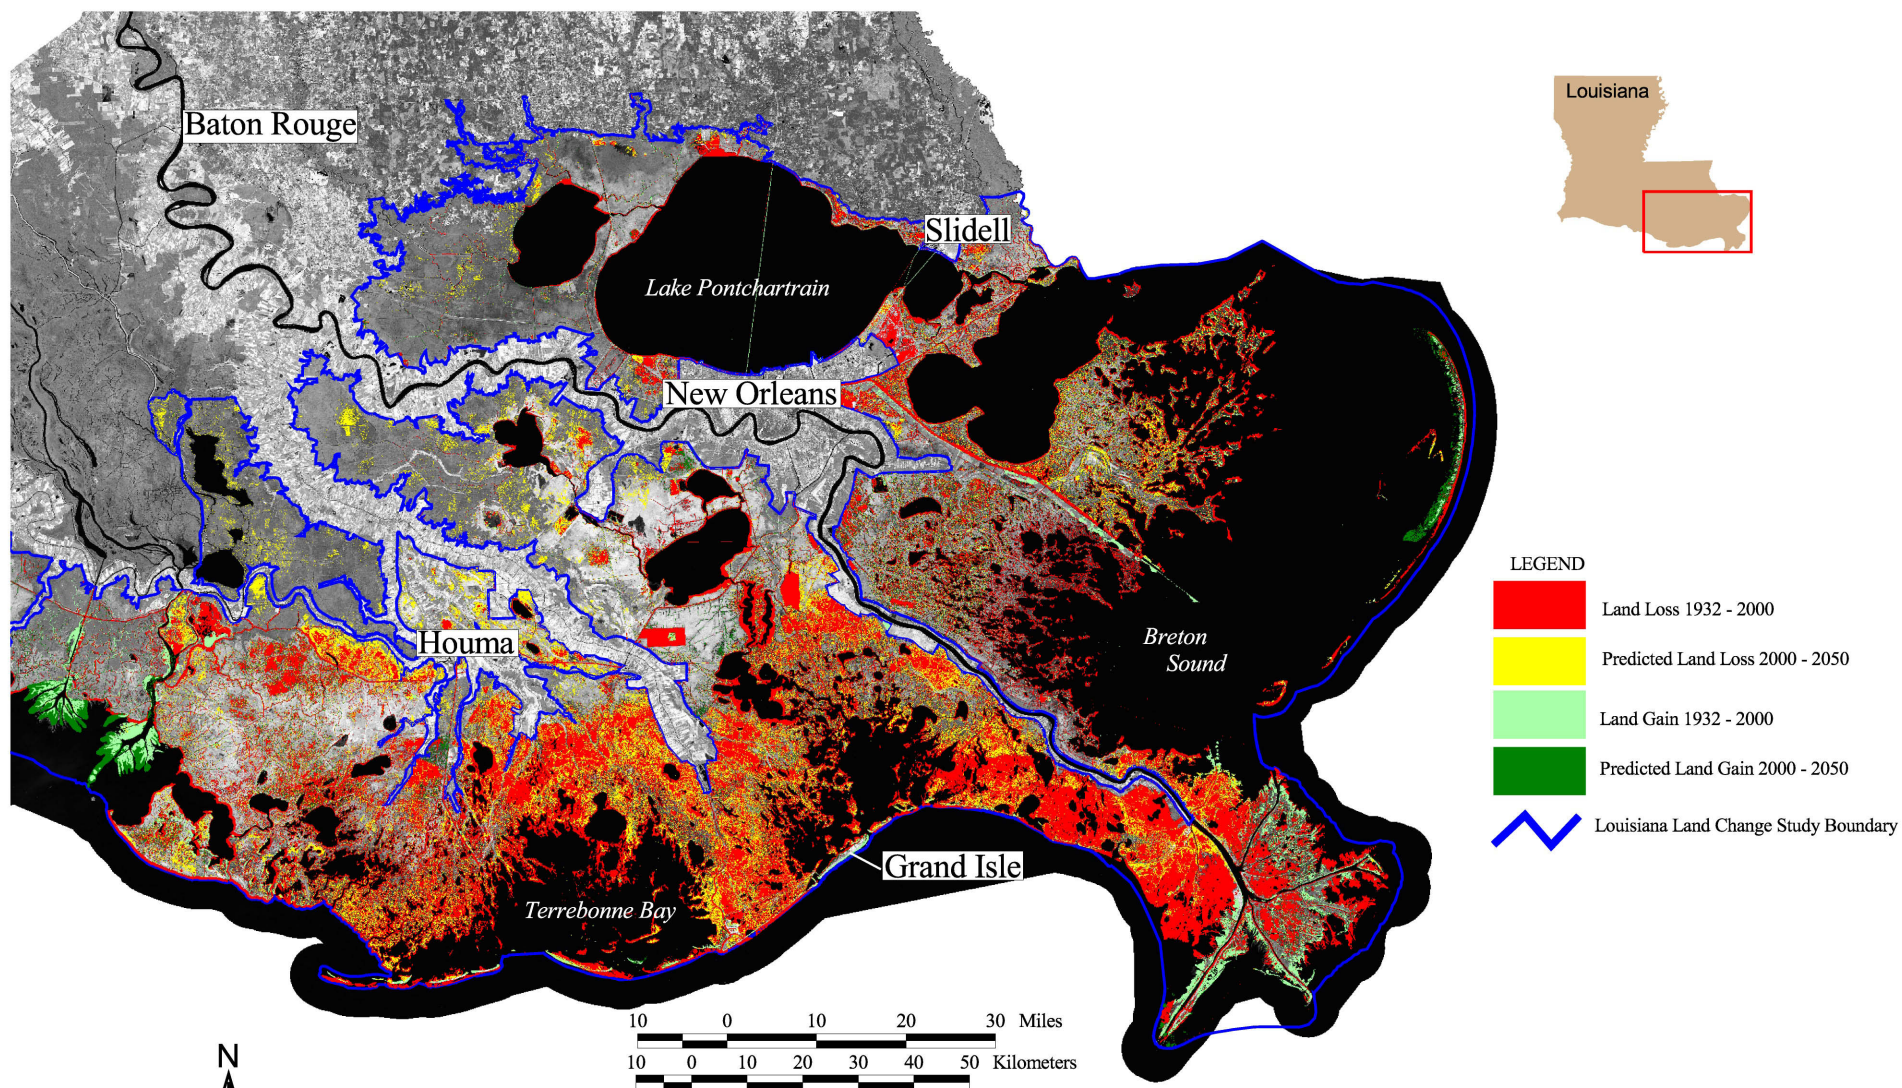 Louisiana
Baton Rouge
Slidell
Lake Pontchartrain
New Orleans
LEGEND
Land Loss 1932 - 2000
Predicted Land Loss 2000 - 2050
Land Gain 1932 - 2000
Predicted Land Gain 2000 - 2050
Louisiana Land Change Study Boundary
Breton
Sound
Houma
Grand Isle
Terrebonne Bay
10 0 10 20 30 Miles
10 0 10 20 30 40 50 Kilometers
N